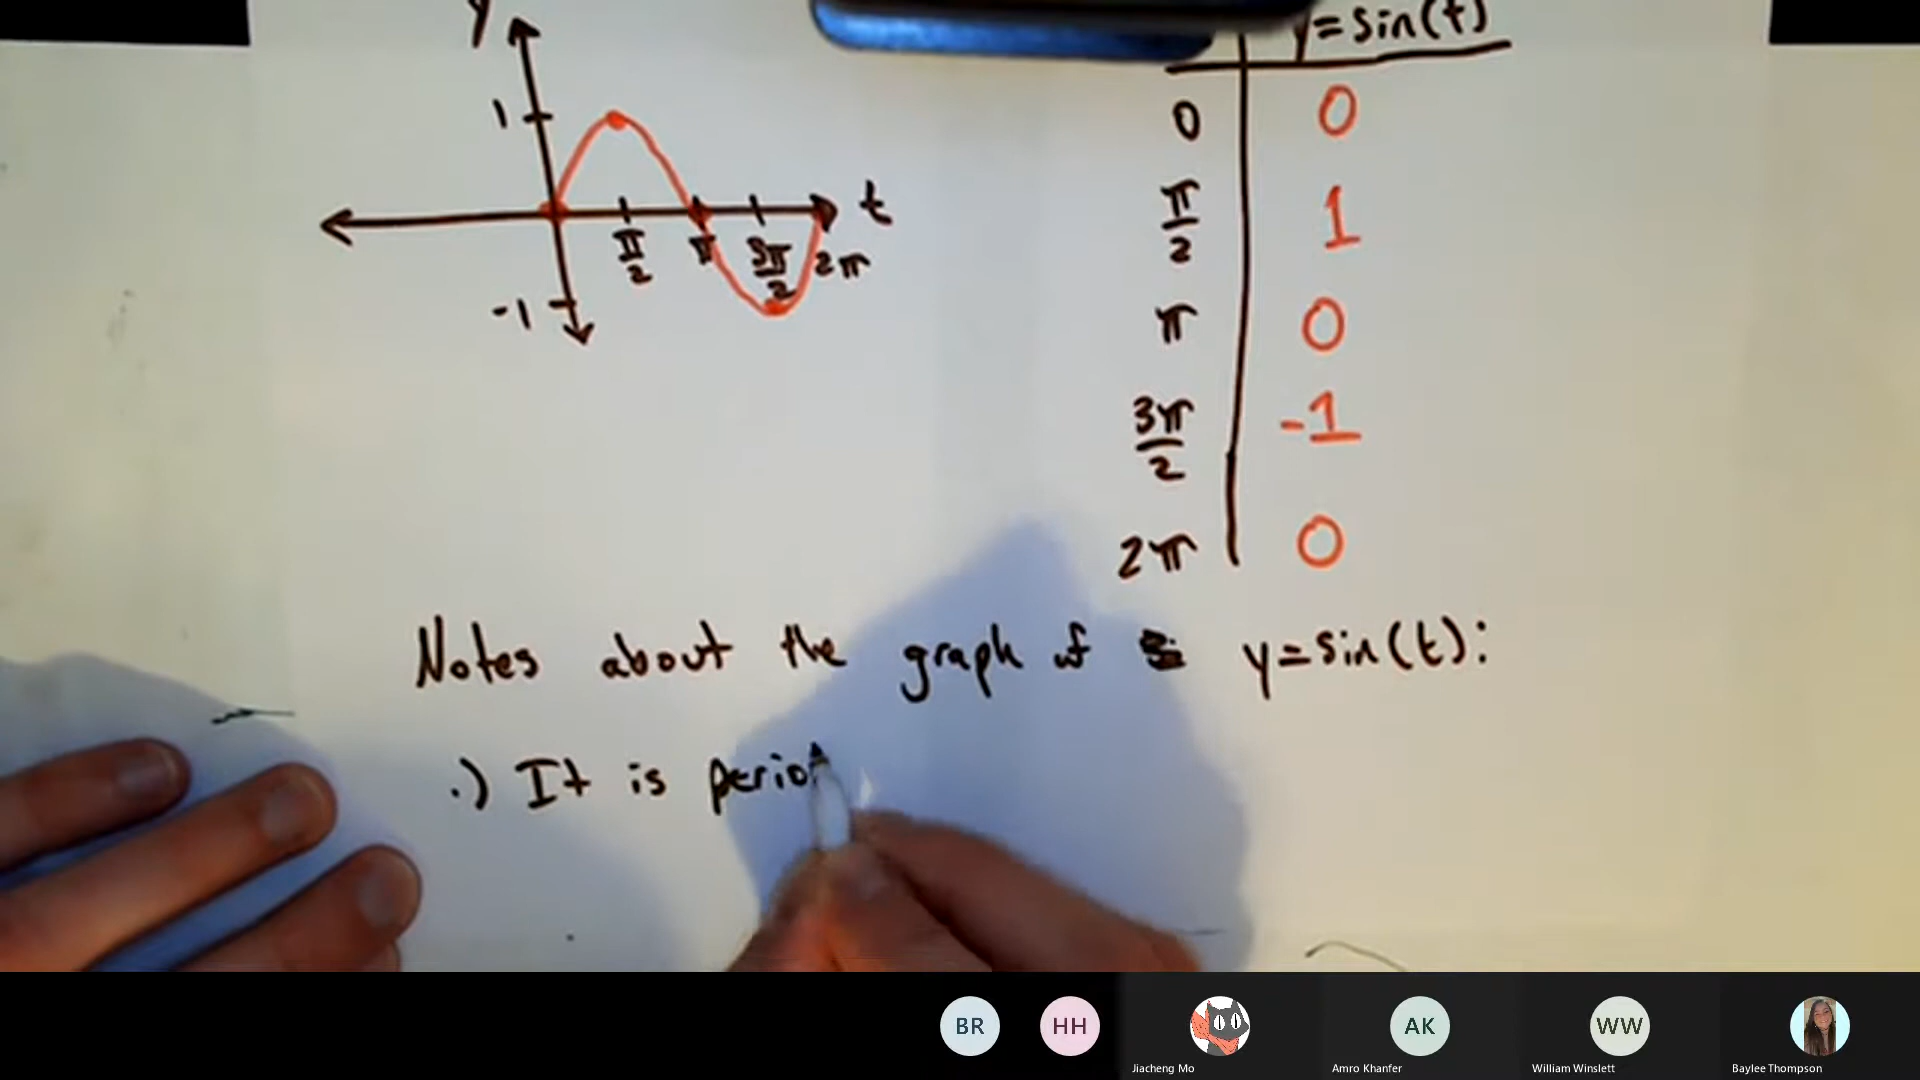 y
1
t
π/2 π 3π/2 2π
-1
y=sin(t)
0 0
π/2 1
π 0
3π/2 -1
2π 0
Notes about the graph of y=sin(t):
.) It is perio
BR HH AK WW
Jiacheng Mo Amro Khanfer William Winslett Baylee Thompson